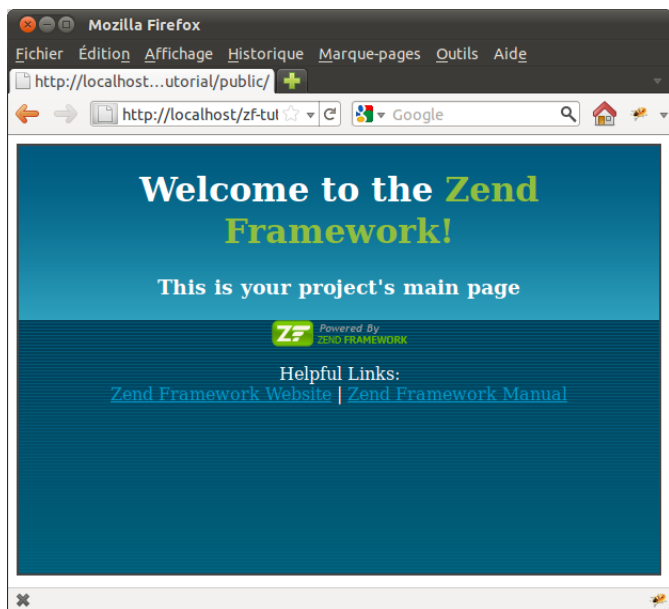 Mozilla Firefox
Fichier Édition Affichage Historique Marque-pages Outils Aide
http://localhost...utorial/public/
http://localhost/zf-tut
Google
Welcome to the Zend
Framework!
This is your project's main page
ZF Powered By
ZEND FRAMEWORK
Helpful Links:
Zend Framework Website | Zend Framework Manual